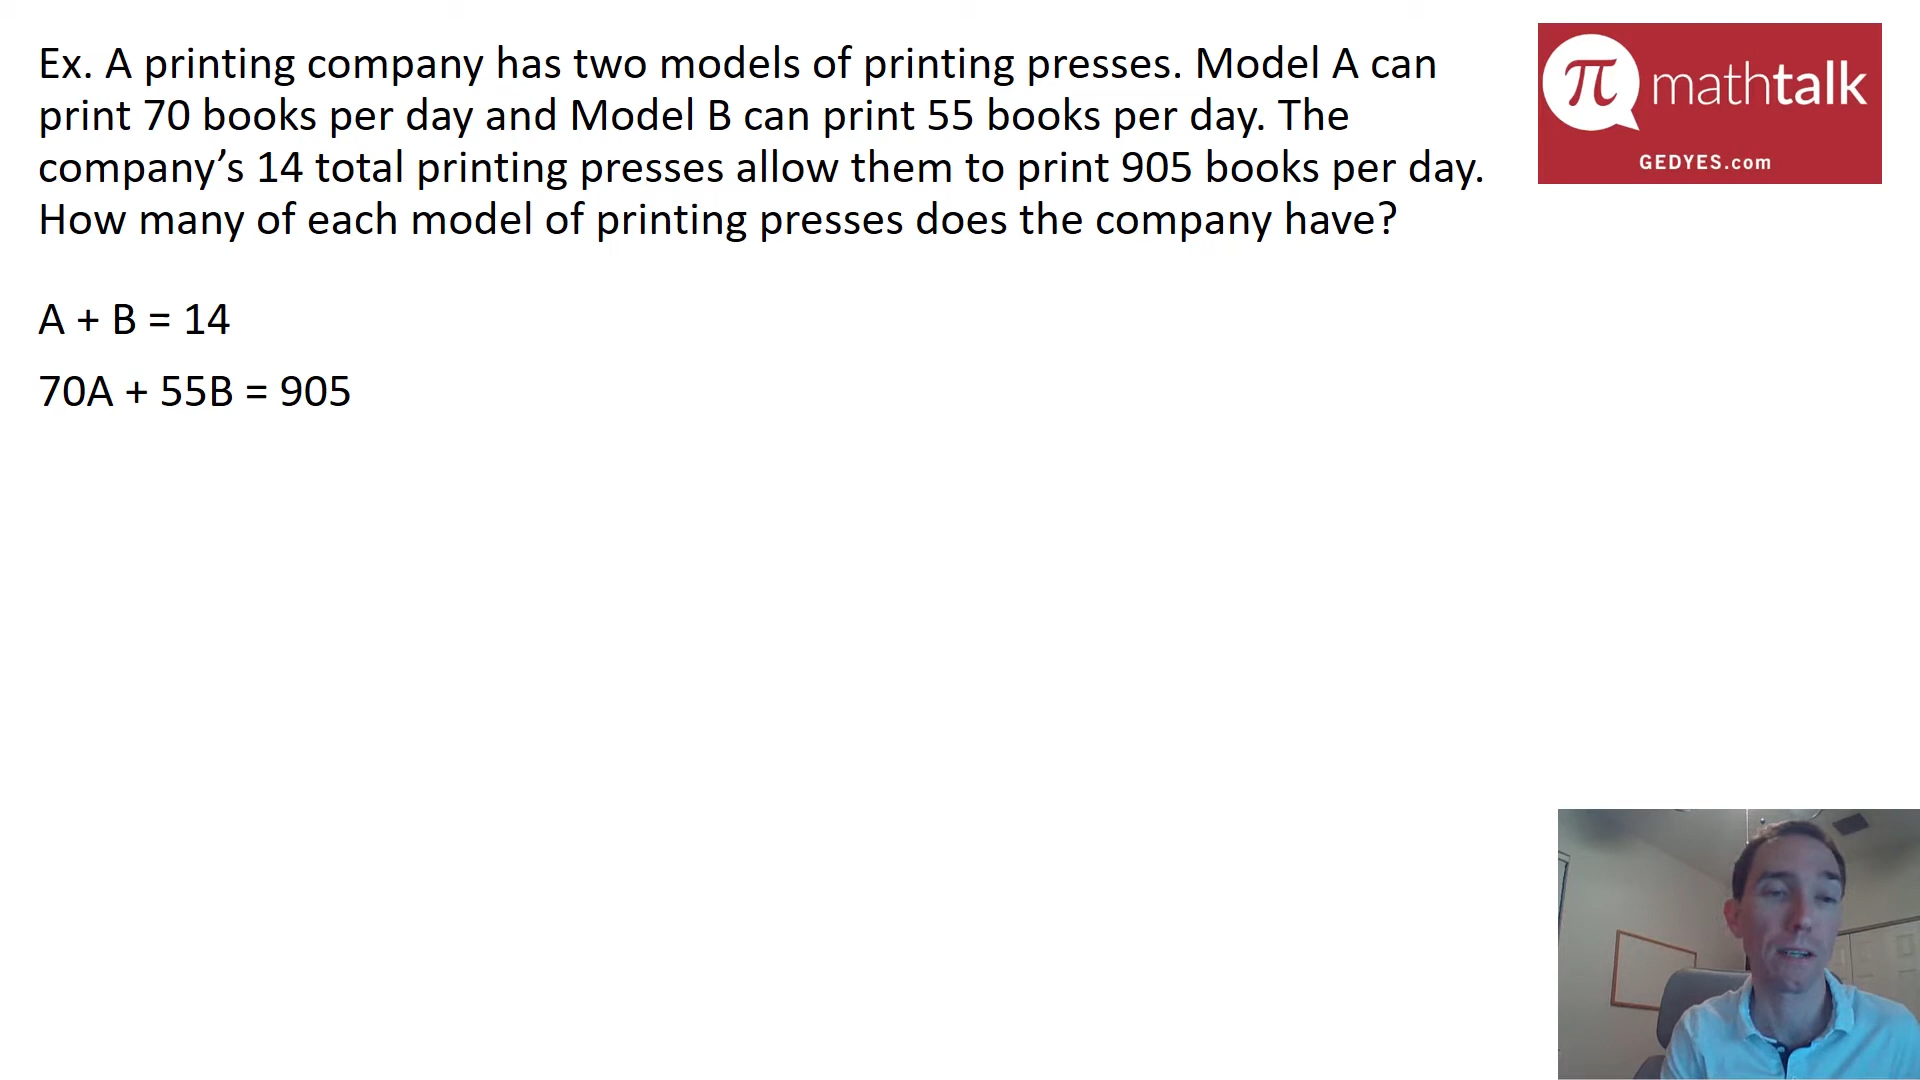 Ex. A printing company has two models of printing presses. Model A can
print 70 books per day and Model B can print 55 books per day. The
company’s 14 total printing presses allow them to print 905 books per day.
How many of each model of printing presses does the company have?
A + B = 14
70A + 55B = 905
π mathtalk
GEDYES.com